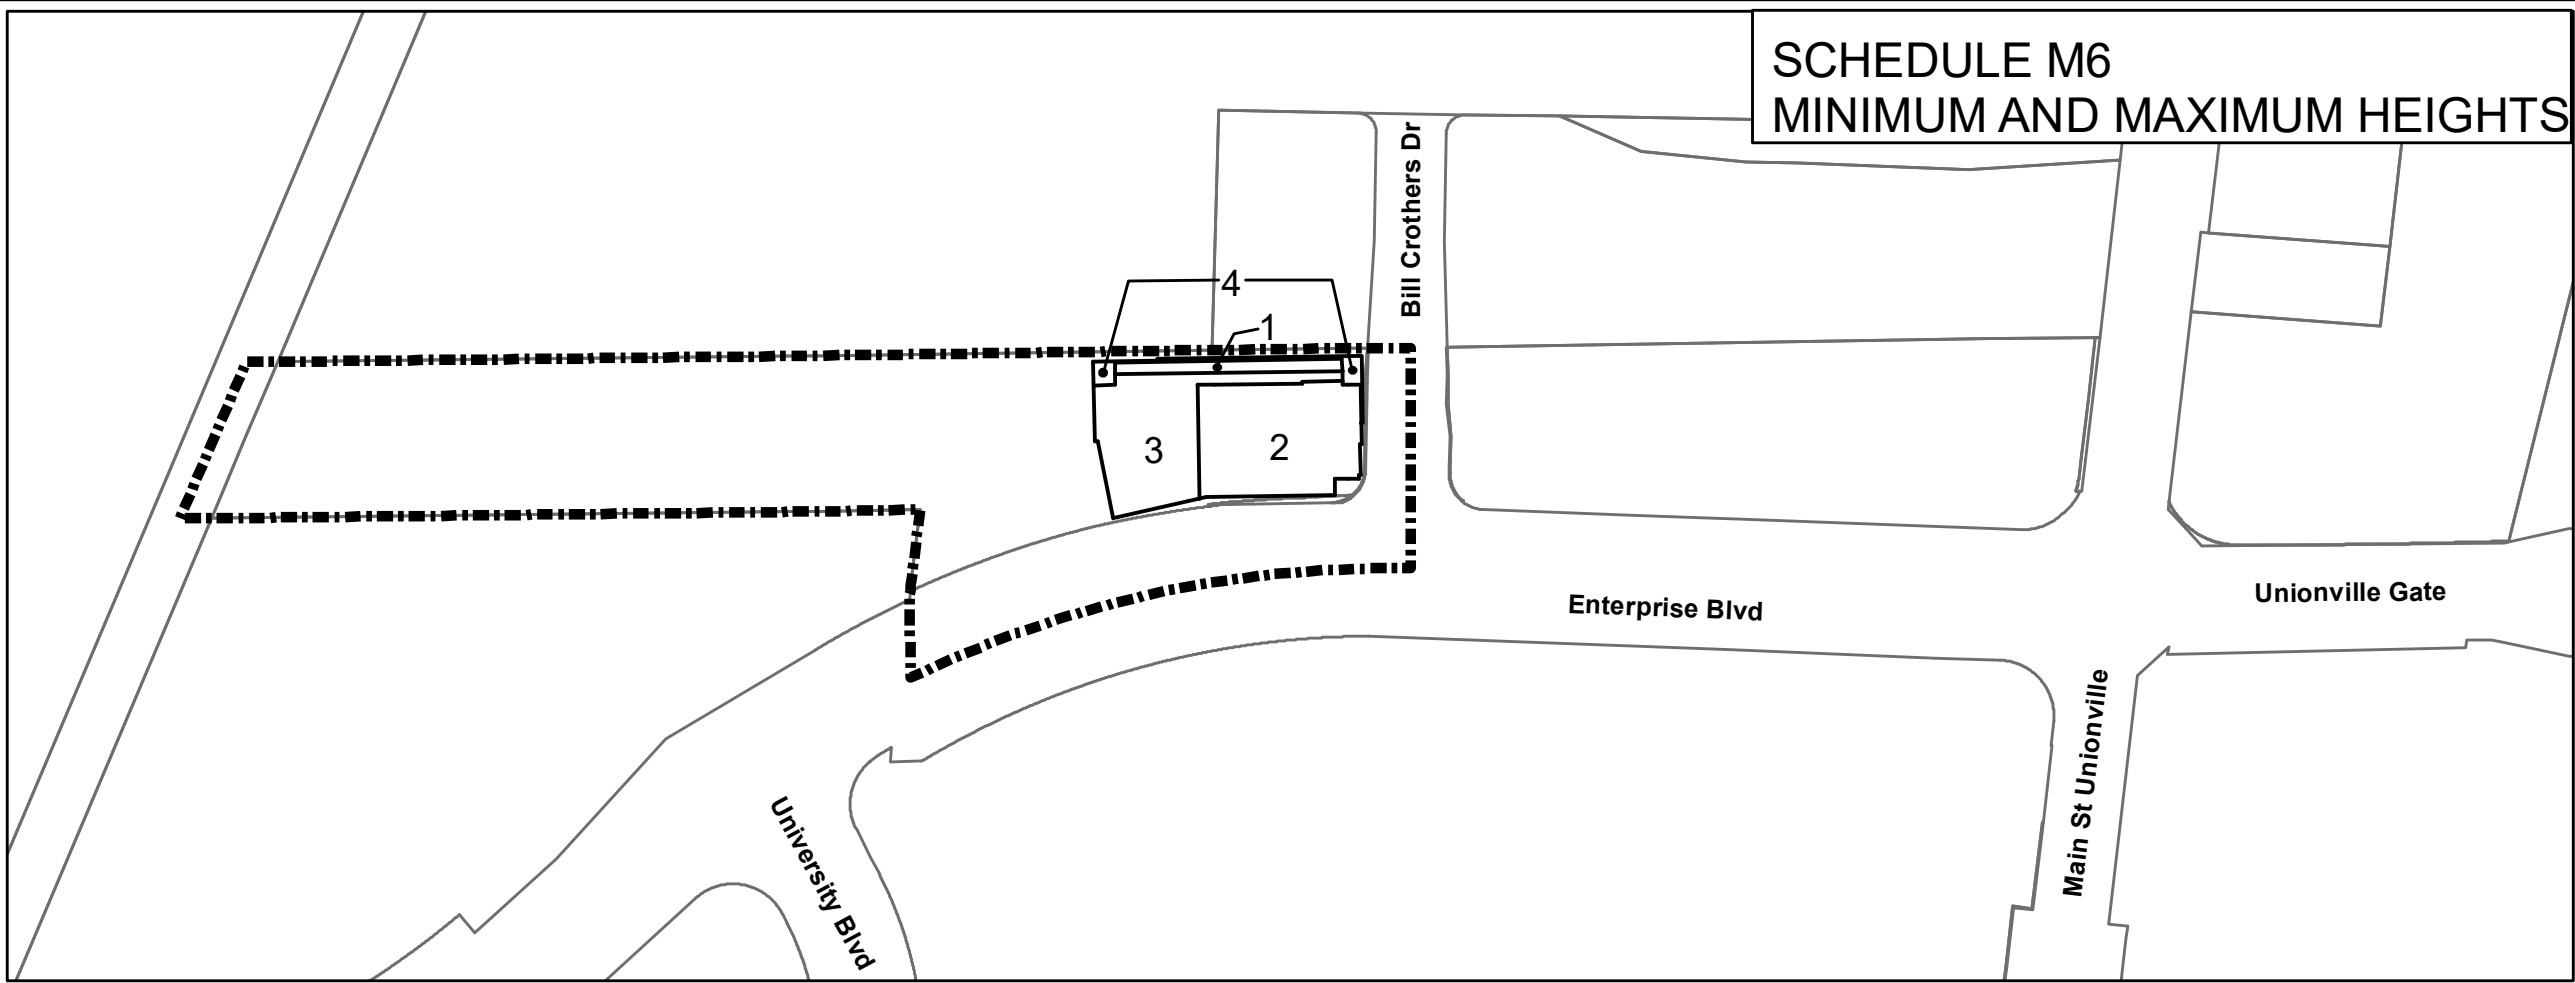 SCHEDULE M6
MINIMUM AND MAXIMUM HEIGHTS
Bill Crothers Dr
4
1
3
2
Enterprise Blvd
Unionville Gate
Main St Unionville
University Blvd